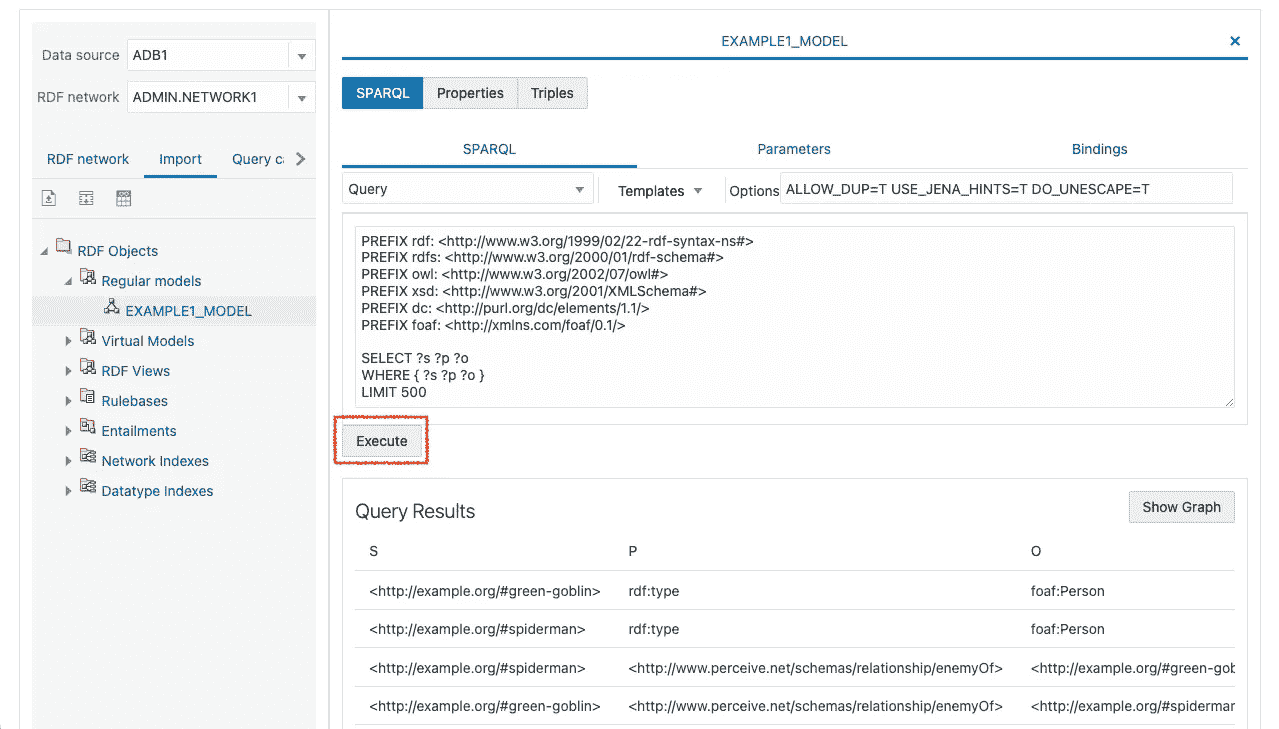 Data source ADB1
RDF network ADMIN.NETWORK1
RDF network Import Query ca
RDF Objects
Regular models
EXAMPLE1_MODEL
Virtual Models
RDF Views
Rulebases
Entailments
Network Indexes
Datatype Indexes
EXAMPLE1_MODEL
SPARQL Properties Triples
SPARQL Parameters Bindings
Query Templates Options ALLOW_DUP=T USE_JENA_HINTS=T DO_UNESCAPE=T
PREFIX rdf: <http://www.w3.org/1999/02/22-rdf-syntax-ns#>
PREFIX rdfs: <http://www.w3.org/2000/01/rdf-schema#>
PREFIX owl: <http://www.w3.org/2002/07/owl#>
PREFIX xsd: <http://www.w3.org/2001/XMLSchema#>
PREFIX dc: <http://purl.org/dc/elements/1.1/>
PREFIX foaf: <http://xmlns.com/foaf/0.1/>
SELECT ?s ?p ?o
WHERE { ?s ?p ?o }
LIMIT 500
Execute
Query Results Show Graph
S P O
<http://example.org/#green-goblin> rdf:type foaf:Person
<http://example.org/#spiderman> rdf:type foaf:Person
<http://example.org/#spiderman> <http://www.perceive.net/schemas/relationship/enemyOf> <http://example.org/#green-gob
<http://example.org/#green-goblin> <http://www.perceive.net/schemas/relationship/enemyOf> <http://example.org/#spiderman